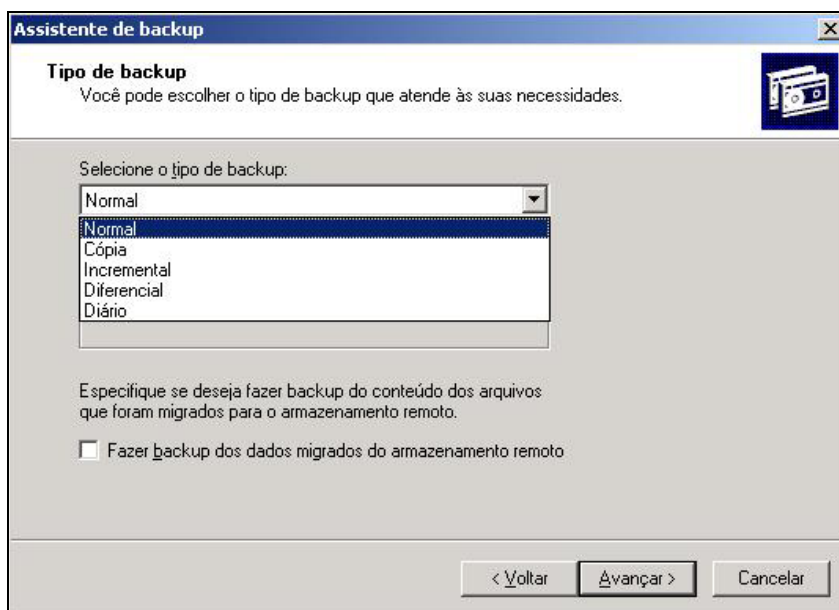 Assistente de backup
Tipo de backup
Você pode escolher o tipo de backup que atende às suas necessidades.
Selecione o tipo de backup:
Normal
Normal
Cópia
Incremental
Diferencial
Diário
Especifique se deseja fazer backup do conteúdo dos arquivos
que foram migrados para o armazenamento remoto.
Fazer backup dos dados migrados do armazenamento remoto
< Voltar
Avançar >
Cancelar